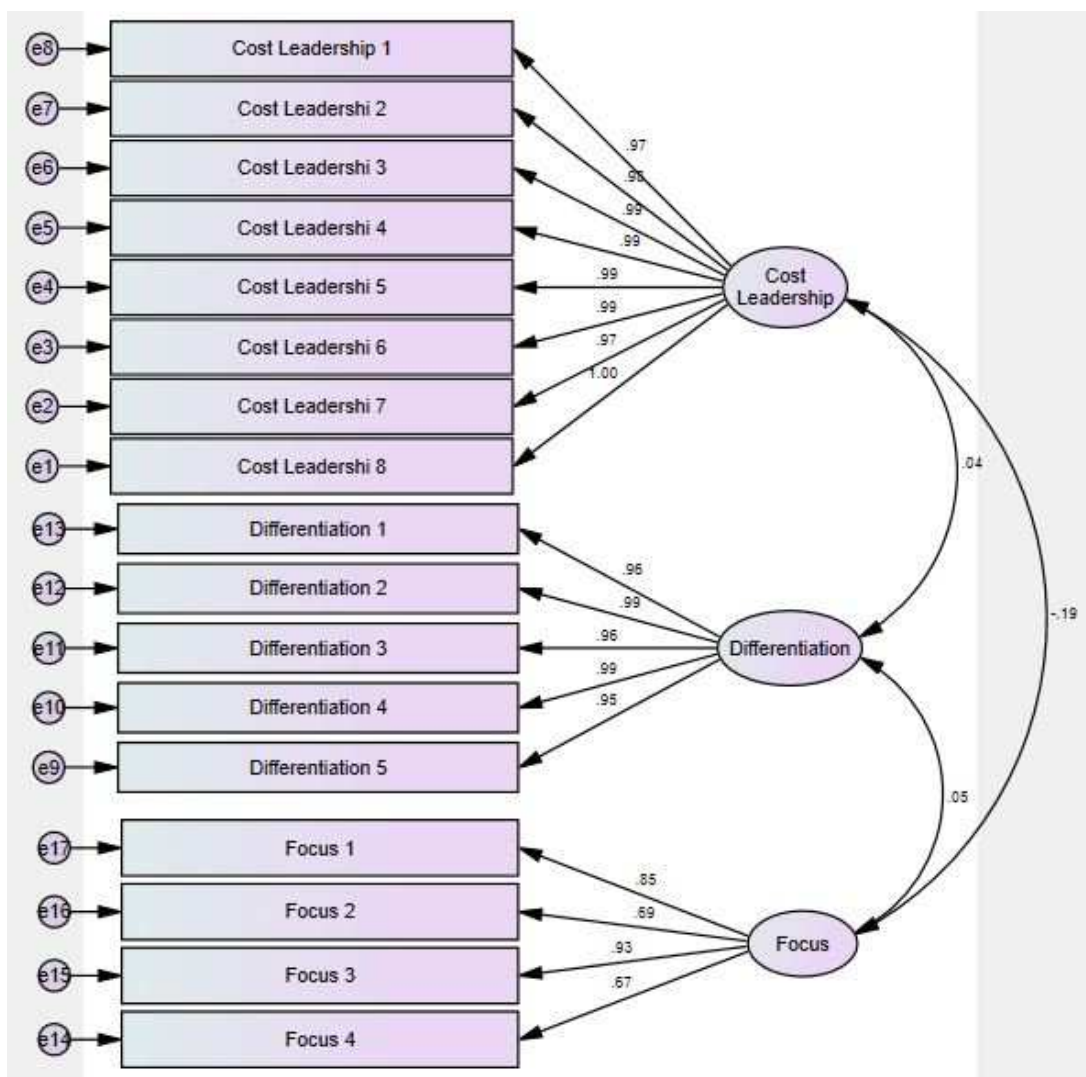 e8
Cost Leadership 1
e7
Cost Leadershi 2
.97
e6
Cost Leadershi 3
.99
e5
Cost Leadershi 4
.99
e4
Cost Leadershi 5
.99
Cost
Leadership
e3
Cost Leadershi 6
.99
.97
e2
Cost Leadershi 7
1.00
e1
Cost Leadershi 8
.04
e13
Differentiation 1
.96
e12
Differentiation 2
.99
-.19
e11
Differentiation 3
.96
Differentiation
e10
Differentiation 4
.99
.95
e9
Differentiation 5
.05
e17
Focus 1
.85
e16
Focus 2
.69
.93
Focus
e15
Focus 3
.67
e14
Focus 4